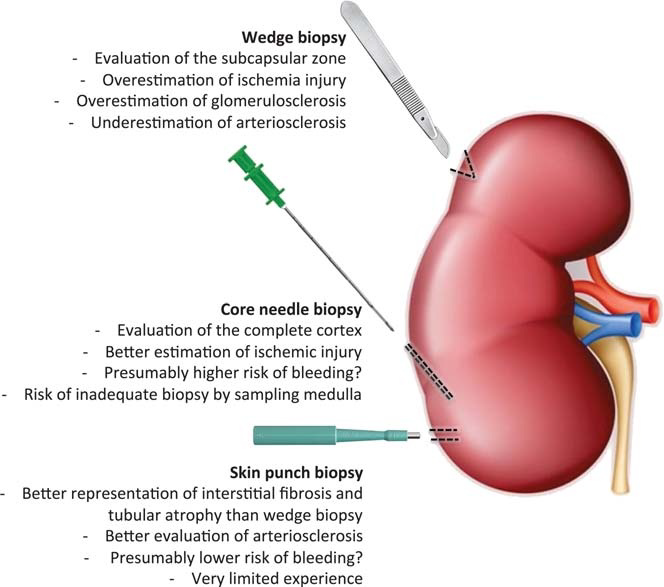 Wedge biopsy
- Evaluation of the subcapsular zone
- Overestimation of ischemia injury
- Overestimation of glomerulosclerosis
- Underestimation of arteriosclerosis
Core needle biopsy
- Evaluation of the complete cortex
- Better estimation of ischemic injury
- Presumably higher risk of bleeding?
- Risk of inadequate biopsy by sampling medulla
Skin punch biopsy
- Better representation of interstitial fibrosis and
tubular atrophy than wedge biopsy
- Better evaluation of arteriosclerosis
- Presumably lower risk of bleeding?
- Very limited experience